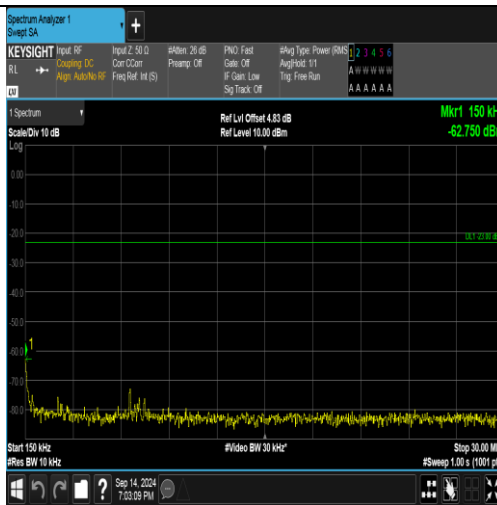 Spectrum Analyzer 1
Swept SA
KEYSIGHT Input: RF Input Z: 50 Ω #Atten: 26 dB PNO: Fast #Avg Type: Power (RMS 1 2 3 4 5 6
RL Coupling: DC Corr CCorr Preamp: Off Gate: Off Avg|Hold: 1/1 A W W W W W
Align: Auto/No RF Freq Ref: Int (S) IF Gain: Low Trig: Free Run
LXI Sig Track: Off A A A A A A
1 Spectrum Ref Lvl Offset 4.83 dB Mkr1 150 kH
Scale/Div 10 dB Ref Level 10.00 dBm -62.750 dB
Log
0.00
-10.0
-20.0
DL1 -23.00 dB
-30.0
-40.0
-50.0
1
-60.0
-70.0
-80.0
Start 150 kHz #Video BW 30 kHz* Stop 30.00 M
#Res BW 10 kHz #Sweep 1.00 s (1001 pt
? Sep 14, 2024
7:03:09 PM